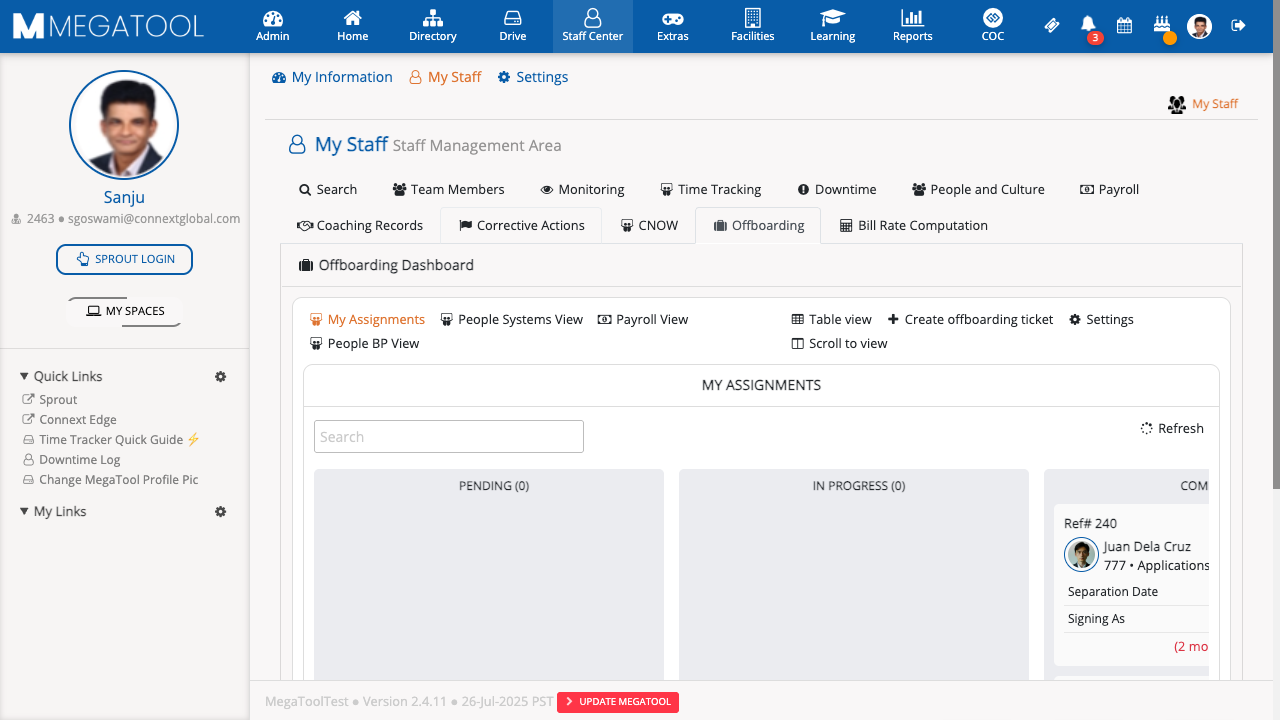 MEGATOOL
Admin
Home
Directory
Drive
Staff Center
Extras
Facilities
Learning
Reports
COC
3
Sanju
2463 ● sgoswami@connextglobal.com
SPROUT LOGIN
MY SPACES
▼ Quick Links
Sprout
Connext Edge
Time Tracker Quick Guide ⚡
Downtime Log
Change MegaTool Profile Pic
▼ My Links
My Information
My Staff
Settings
My Staff
My Staff Staff Management Area
Search
Team Members
Monitoring
Time Tracking
Downtime
People and Culture
Payroll
Coaching Records
Corrective Actions
CNOW
Offboarding
Bill Rate Computation
Offboarding Dashboard
My Assignments
People Systems View
Payroll View
People BP View
Table view
Create offboarding ticket
Settings
Scroll to view
MY ASSIGNMENTS
Search
Refresh
PENDING (0)
IN PROGRESS (0)
COM
Ref# 240
Juan Dela Cruz
777 • Applications
Separation Date
Signing As
(2 mo
MegaToolTest ● Version 2.4.11 ● 26-Jul-2025 PST
UPDATE MEGATOOL